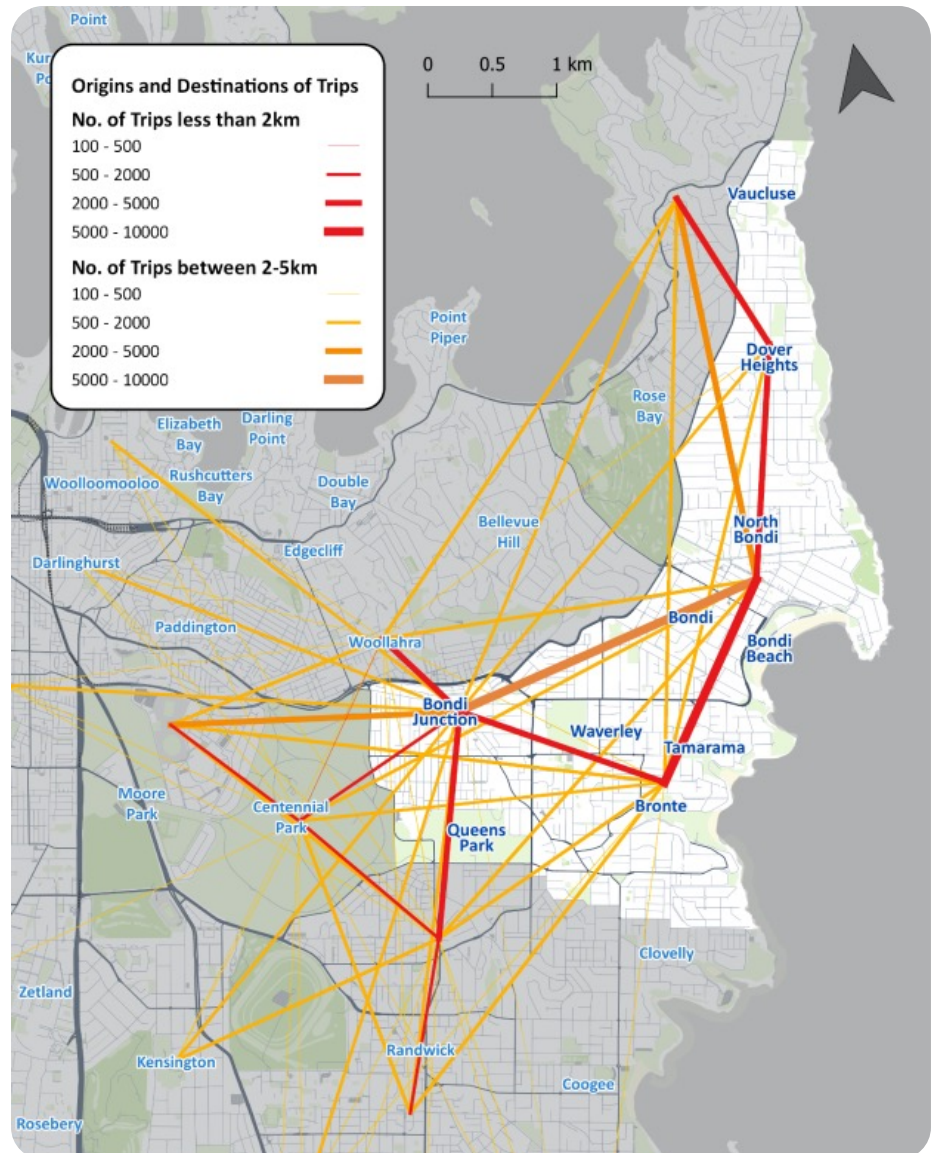 Point
Kur
Po
Origins and Destinations of Trips
No. of Trips less than 2km
100 - 500
500 - 2000
2000 - 5000
5000 - 10000
No. of Trips between 2-5km
100 - 500
500 - 2000
2000 - 5000
5000 - 10000
0 0.5 1 km
Vaucluse
Point
Piper
Dover
Heights
Rose
Bay
Elizabeth
Bay
Darling
Point
Woolloomooloo
Rushcutters
Bay
Double
Bay
Bellevue
Hill
North
Bondi
Edgecliff
Darlinghurst
Paddington
Woollahra
Bondi
Bondi
Beach
Bondi
Junction
Waverley
Tamarama
Moore
Park
Centennial
Park
Bronte
Queens
Park
Clovelly
Zetland
Kensington
Randwick
Coogee
Rosebery